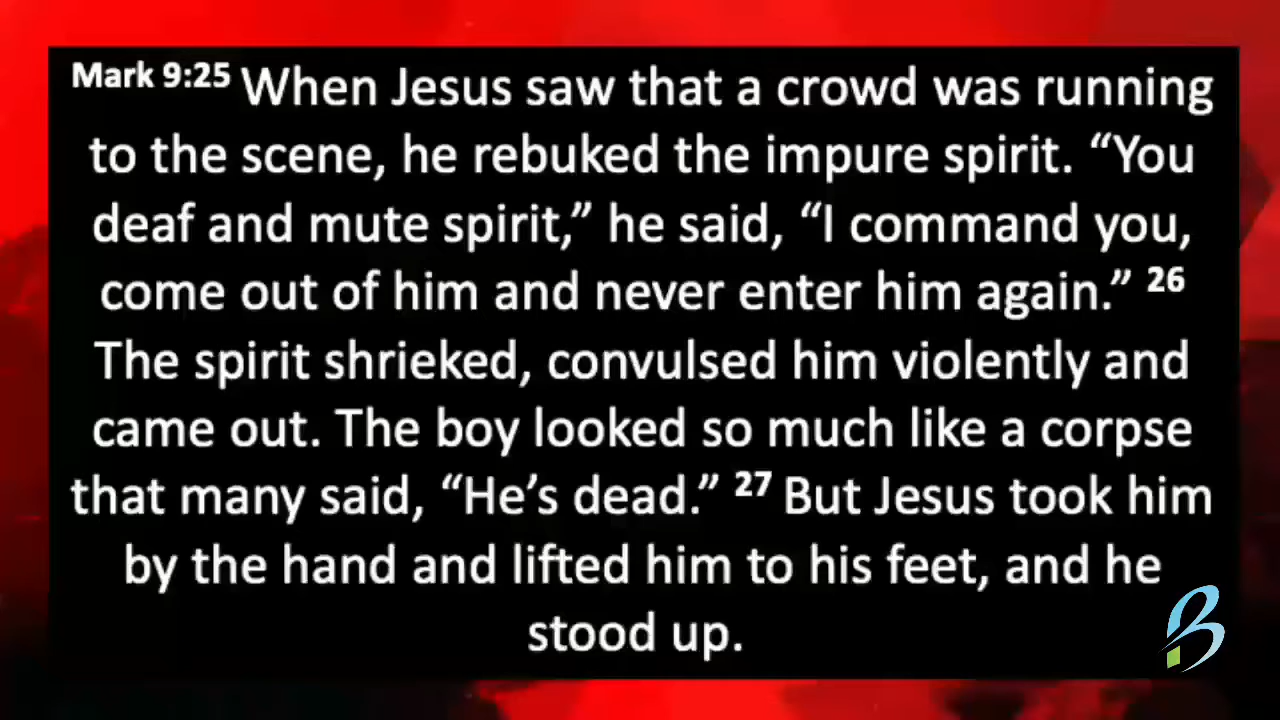 Mark 9:25 When Jesus saw that a crowd was running
to the scene, he rebuked the impure spirit. “You
deaf and mute spirit,” he said, “I command you,
come out of him and never enter him again.” 26
The spirit shrieked, convulsed him violently and
came out. The boy looked so much like a corpse
that many said, “He’s dead.” 27 But Jesus took him
by the hand and lifted him to his feet, and he
stood up.